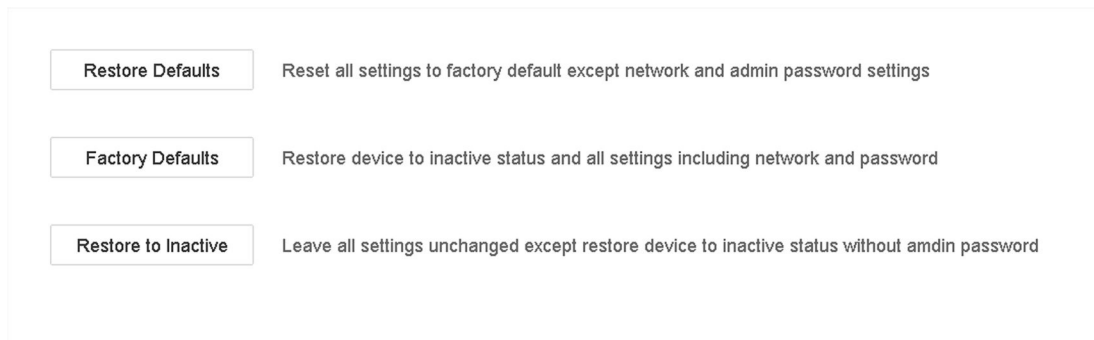 Restore Defaults Reset all settings to factory default except network and admin password settings
Factory Defaults Restore device to inactive status and all settings including network and password
Restore to Inactive Leave all settings unchanged except restore device to inactive status without amdin password